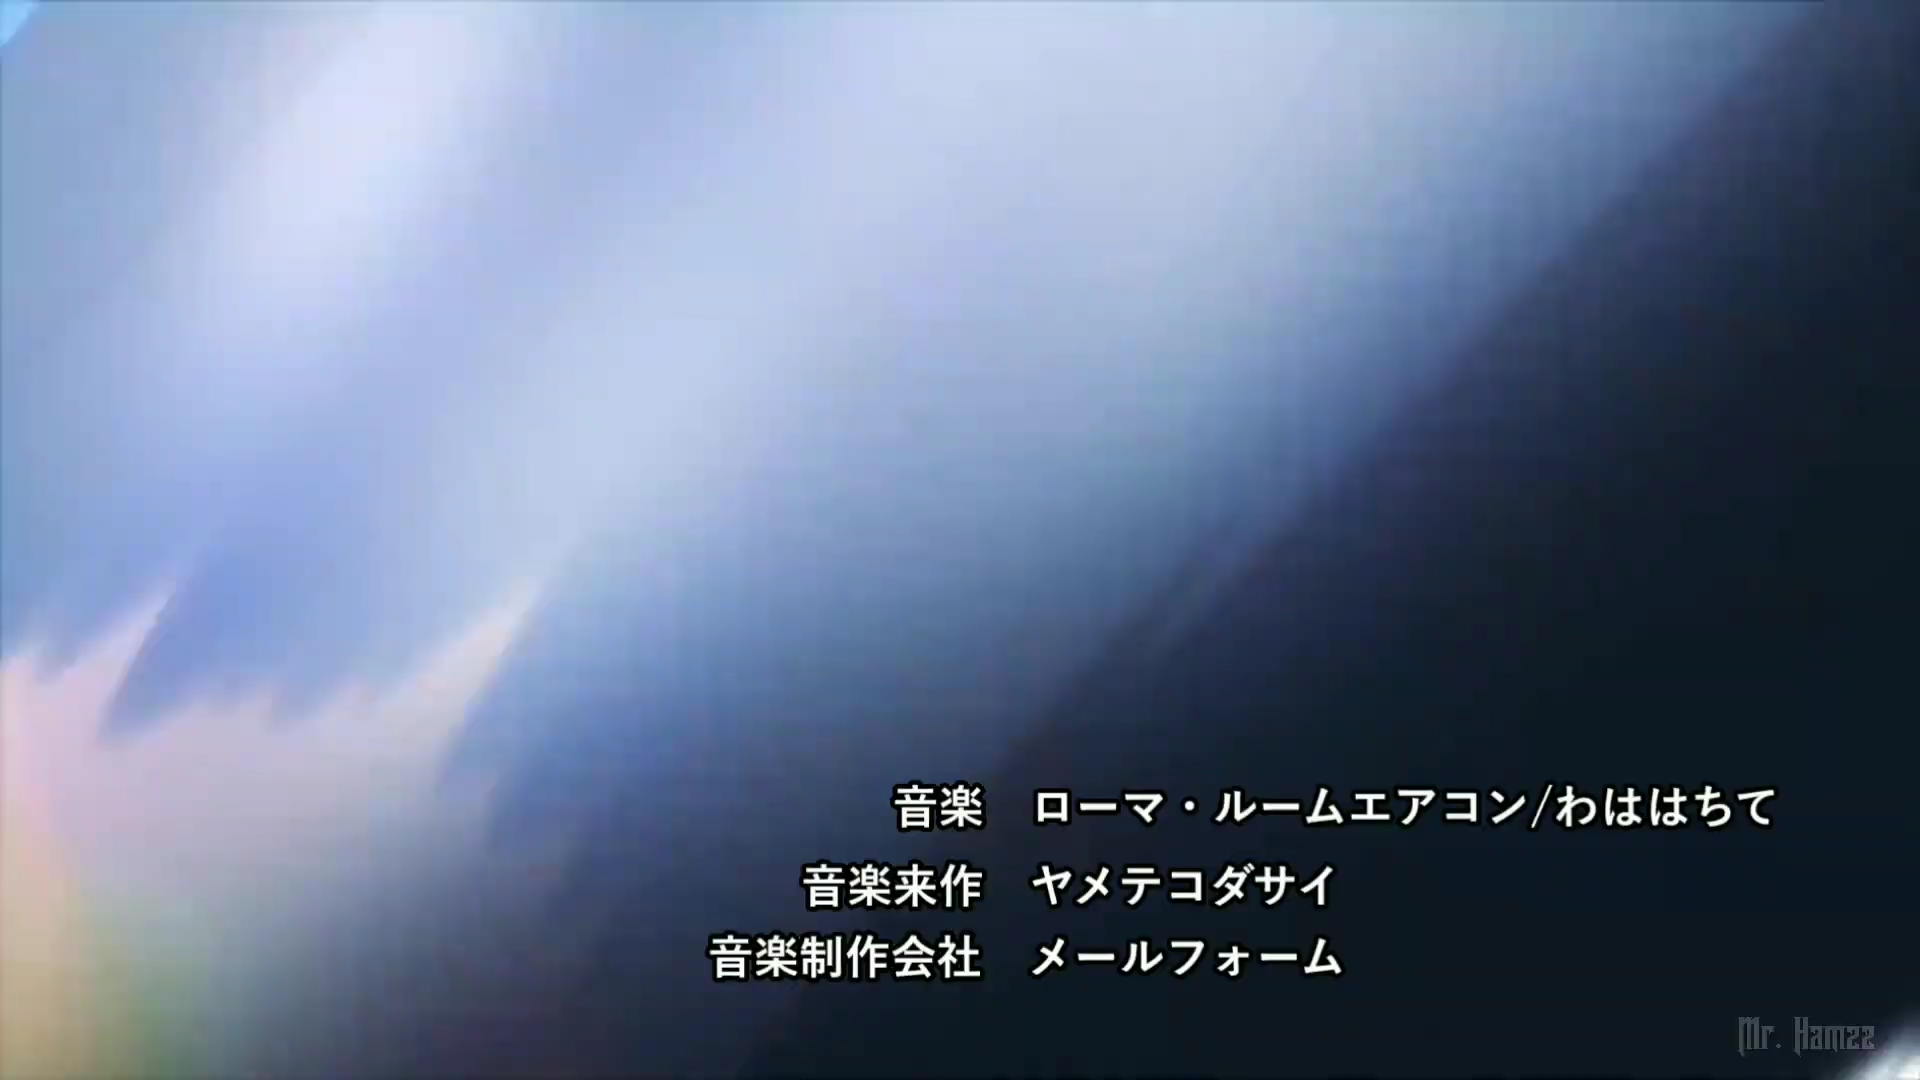 音楽　ローマ・ルームエアコン/わははちて
音楽来作　ヤメテコダサイ
音楽制作会社　メールフォーム
Mr. Hamzz